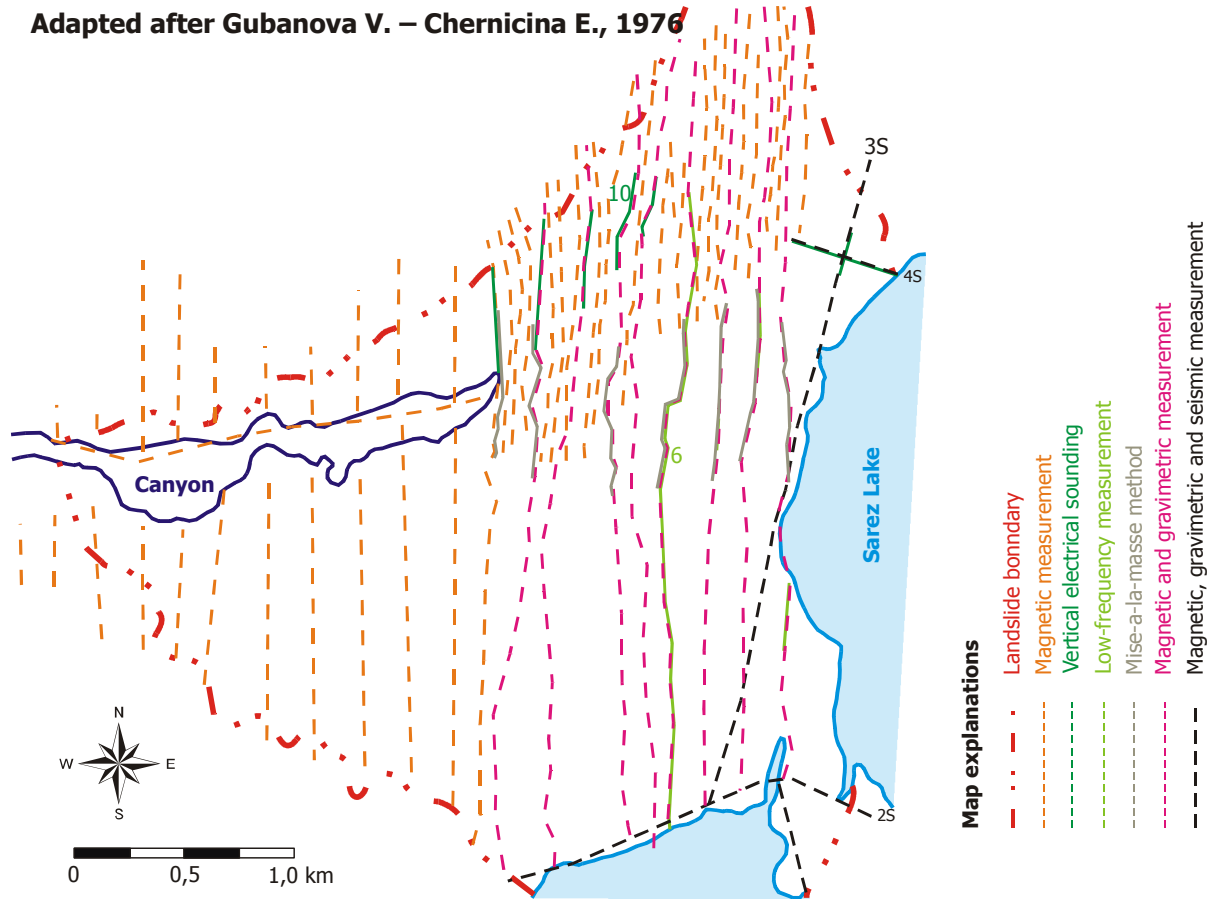 Adapted after Gubanova V. – Chernicina E., 1976
3S
10
4S
6
Canyon
Sarez Lake
2S
N
W
E
S
0
0,5
1,0 km
Map explanations
Landslide bonndary
Magnetic measurement
Vertical electrical sounding
Low-frequency measurement
Mise-a-la-masse method
Magnetic and gravimetric measurement
Magnetic, gravimetric and seismic measurement